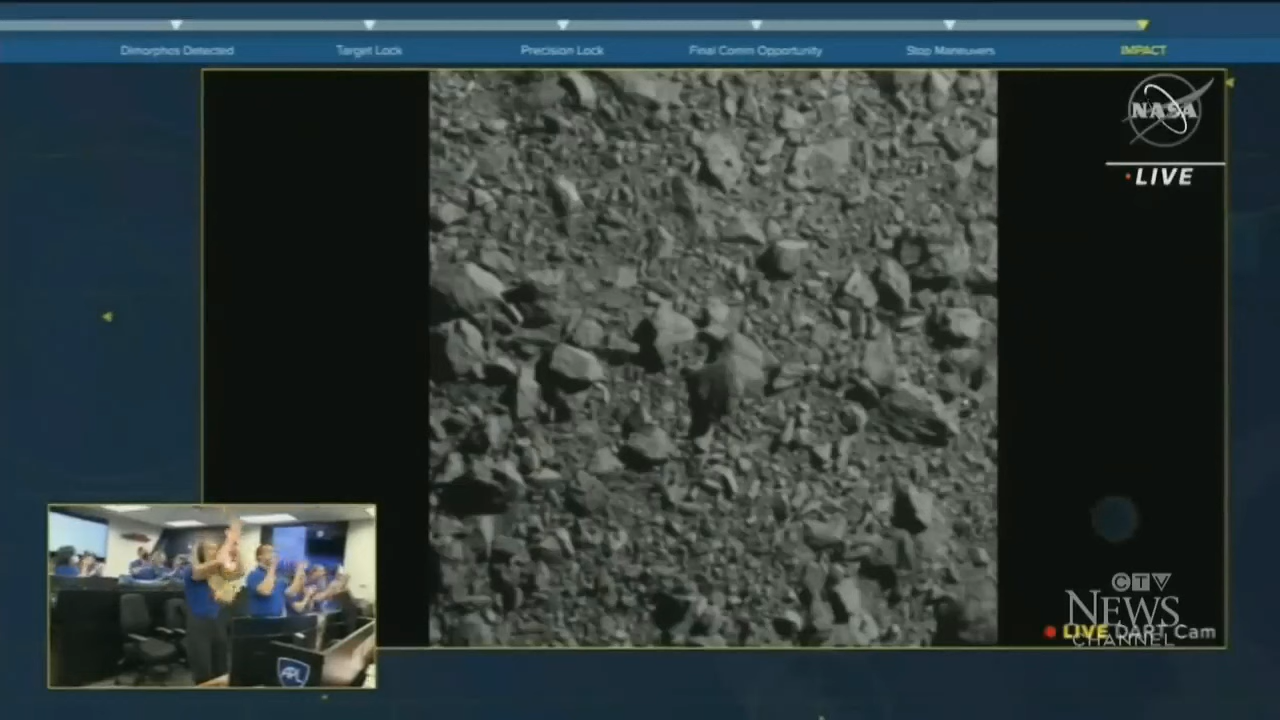 Dimorphos Detected
Target Lock
Precision Lock
Final Comm Opportunity
Stop Maneuvers
IMPACT
NASA
LIVE
CTV
NEWS
CHANNEL
LIVE DART Cam
APL